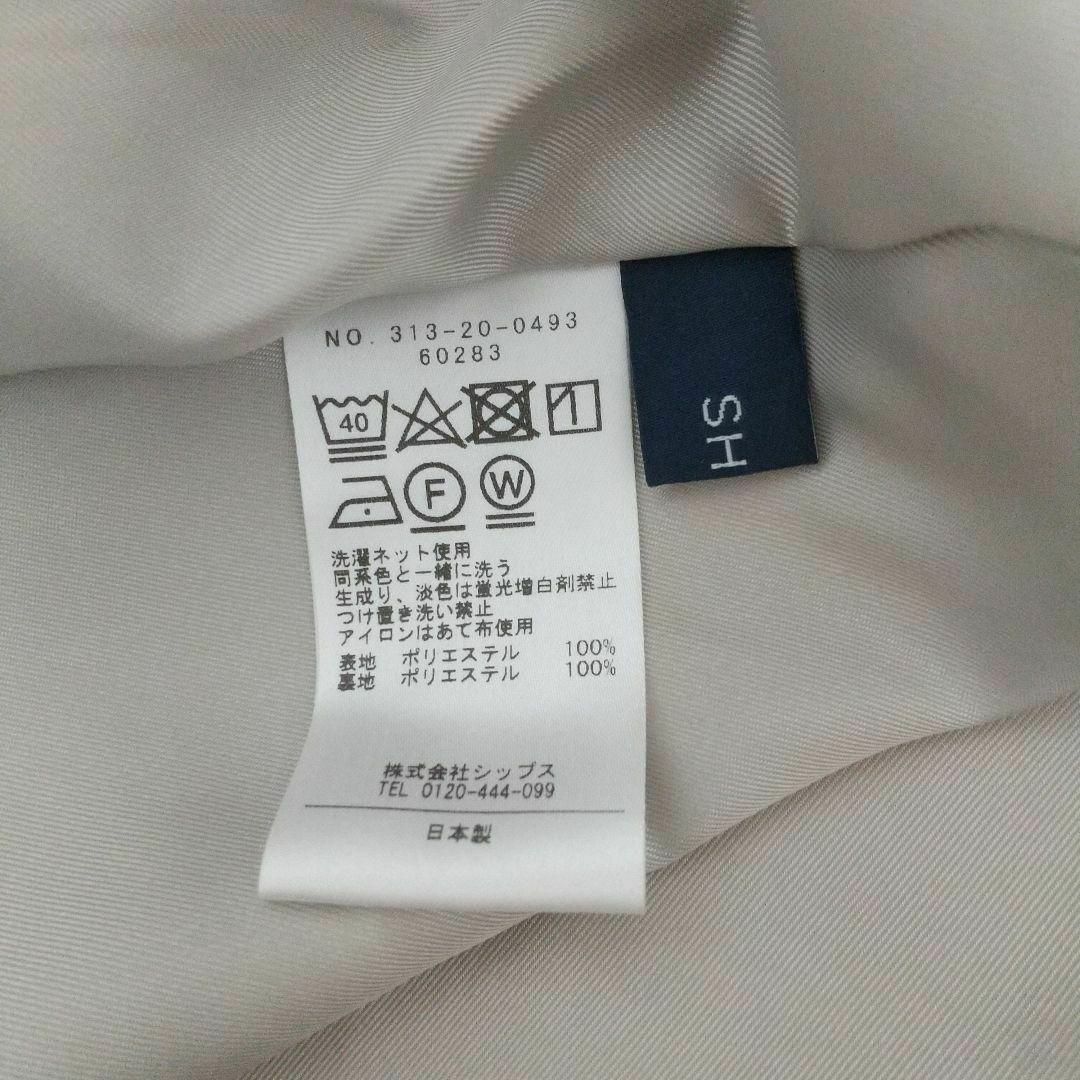 NO. 313-20-0493
60283
40
F
W
洗濯ネット使用
同系色と一緒に洗う
生成り、淡色は蛍光増白剤禁止
つけ置き洗い禁止
アイロンはあて布使用
表地 ポリエステル 100%
裏地 ポリエステル 100%
株式会社シップス
TEL 0120-444-099
日本製
SH